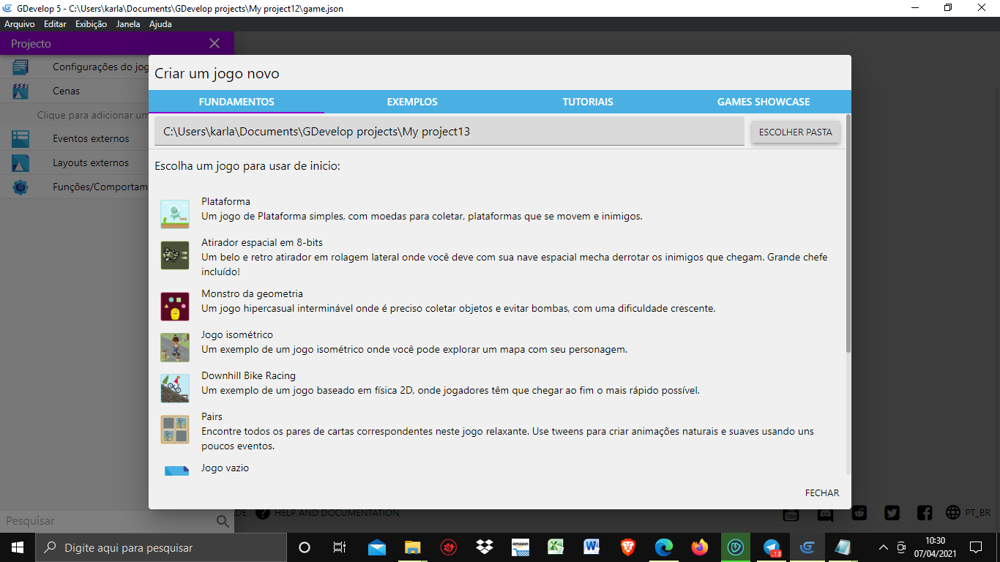 GDevelop 5 - C:\Users\karla\Documents\GDevelop projects\My project12\game.json
Arquivo Editar Exibição Janela Ajuda
Projecto
Configurações do jog
Cenas
Clique para adicionar um
Eventos externos
Layouts externos
Funções/Comportam
Criar um jogo novo
FUNDAMENTOS EXEMPLOS TUTORIAIS GAMES SHOWCASE
C:\Users\karla\Documents\GDevelop projects\My project13
ESCOLHER PASTA
Escolha um jogo para usar de inicio:
Plataforma
Um jogo de Plataforma simples, com moedas para coletar, plataformas que se movem e inimigos.
Atirador espacial em 8-bits
Um belo e retro atirador em rolagem lateral onde você deve com sua nave espacial mecha derrotar os inimigos que chegam. Grande chefe
incluído!
Monstro da geometria
Um jogo hipercasual interminável onde é preciso coletar objetos e evitar bombas, com uma dificuldade crescente.
Jogo isométrico
Um exemplo de um jogo isométrico onde você pode explorar um mapa com seu personagem.
Downhill Bike Racing
Um exemplo de um jogo baseado em física 2D, onde jogadores têm que chegar ao fim o mais rápido possível.
Pairs
Encontre todos os pares de cartas correspondentes neste jogo relaxante. Use tweens para criar animações naturais e suaves usando uns
poucos eventos.
Jogo vazio
FECHAR
DE ? HELP AND DOCUMENTATION
You Tube
PT_BR
Pesquisar
Digite aqui para pesquisar
amazon
.13
10:30
07/04/2021